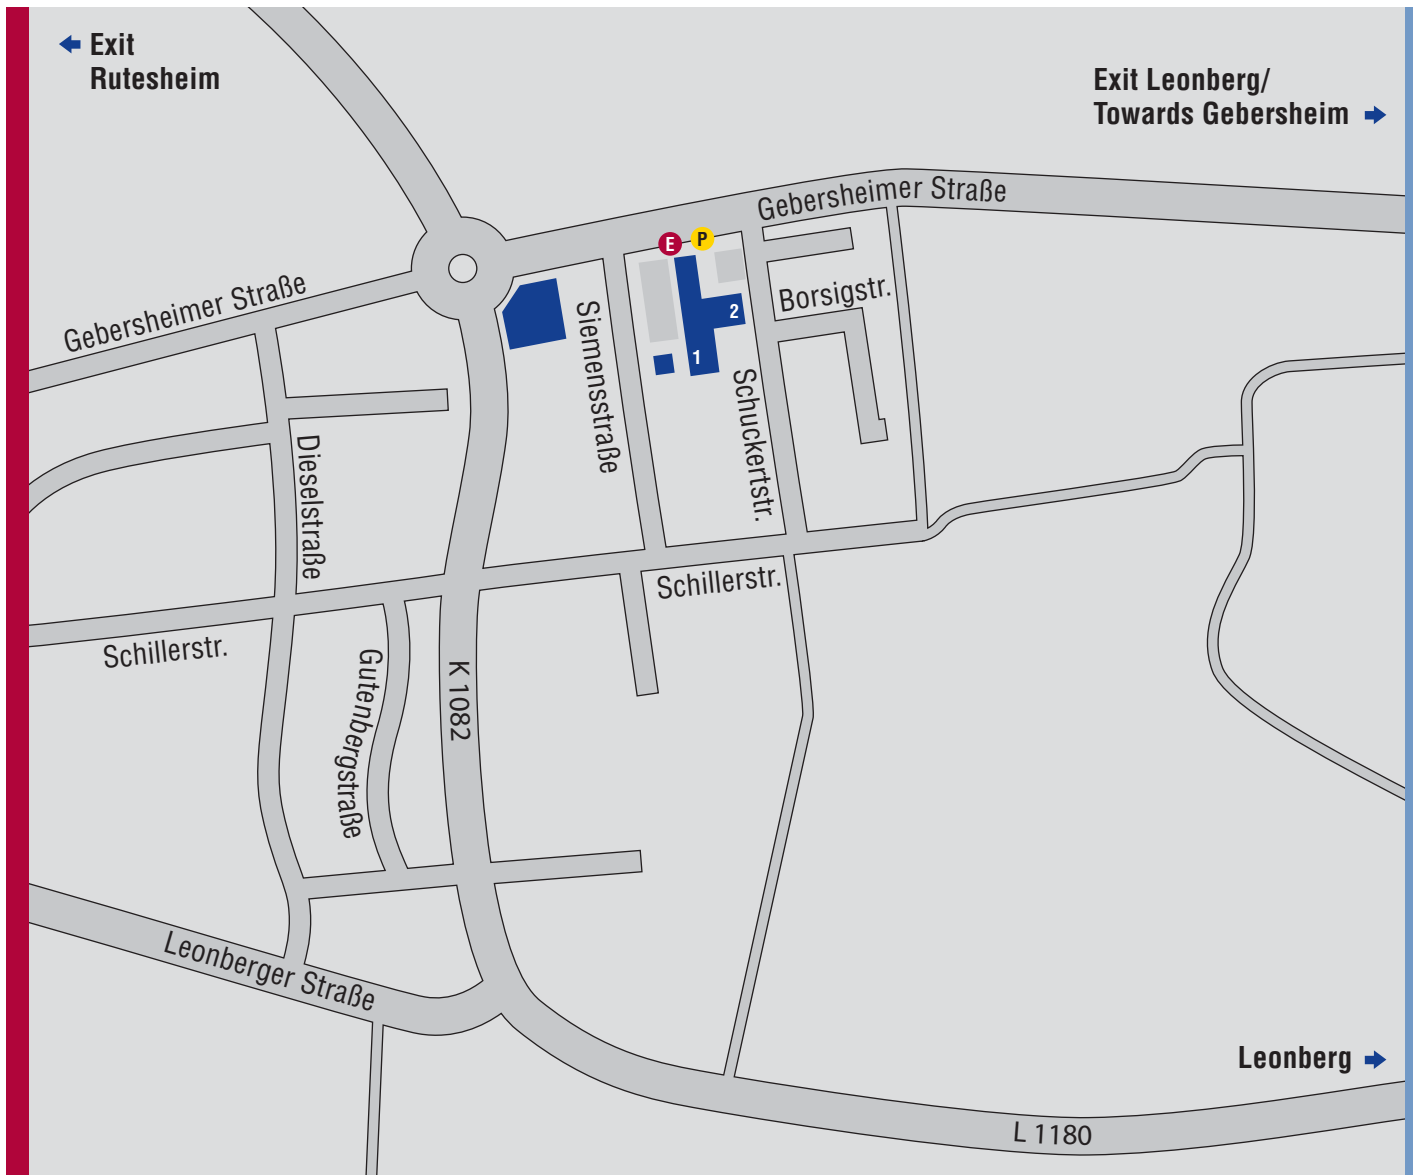 Exit
Rutesheim
Exit Leonberg/
Towards Gebersheim
Gebersheimer Straße
E
P
Gebersheimer Straße
Borsigstr.
2
1
Siemensstraße
Schuckertstr.
Dieselstraße
Schillerstr.
Schillerstr.
Gutenbergstraße
K 1082
Leonberger Straße
Leonberg
L 1180